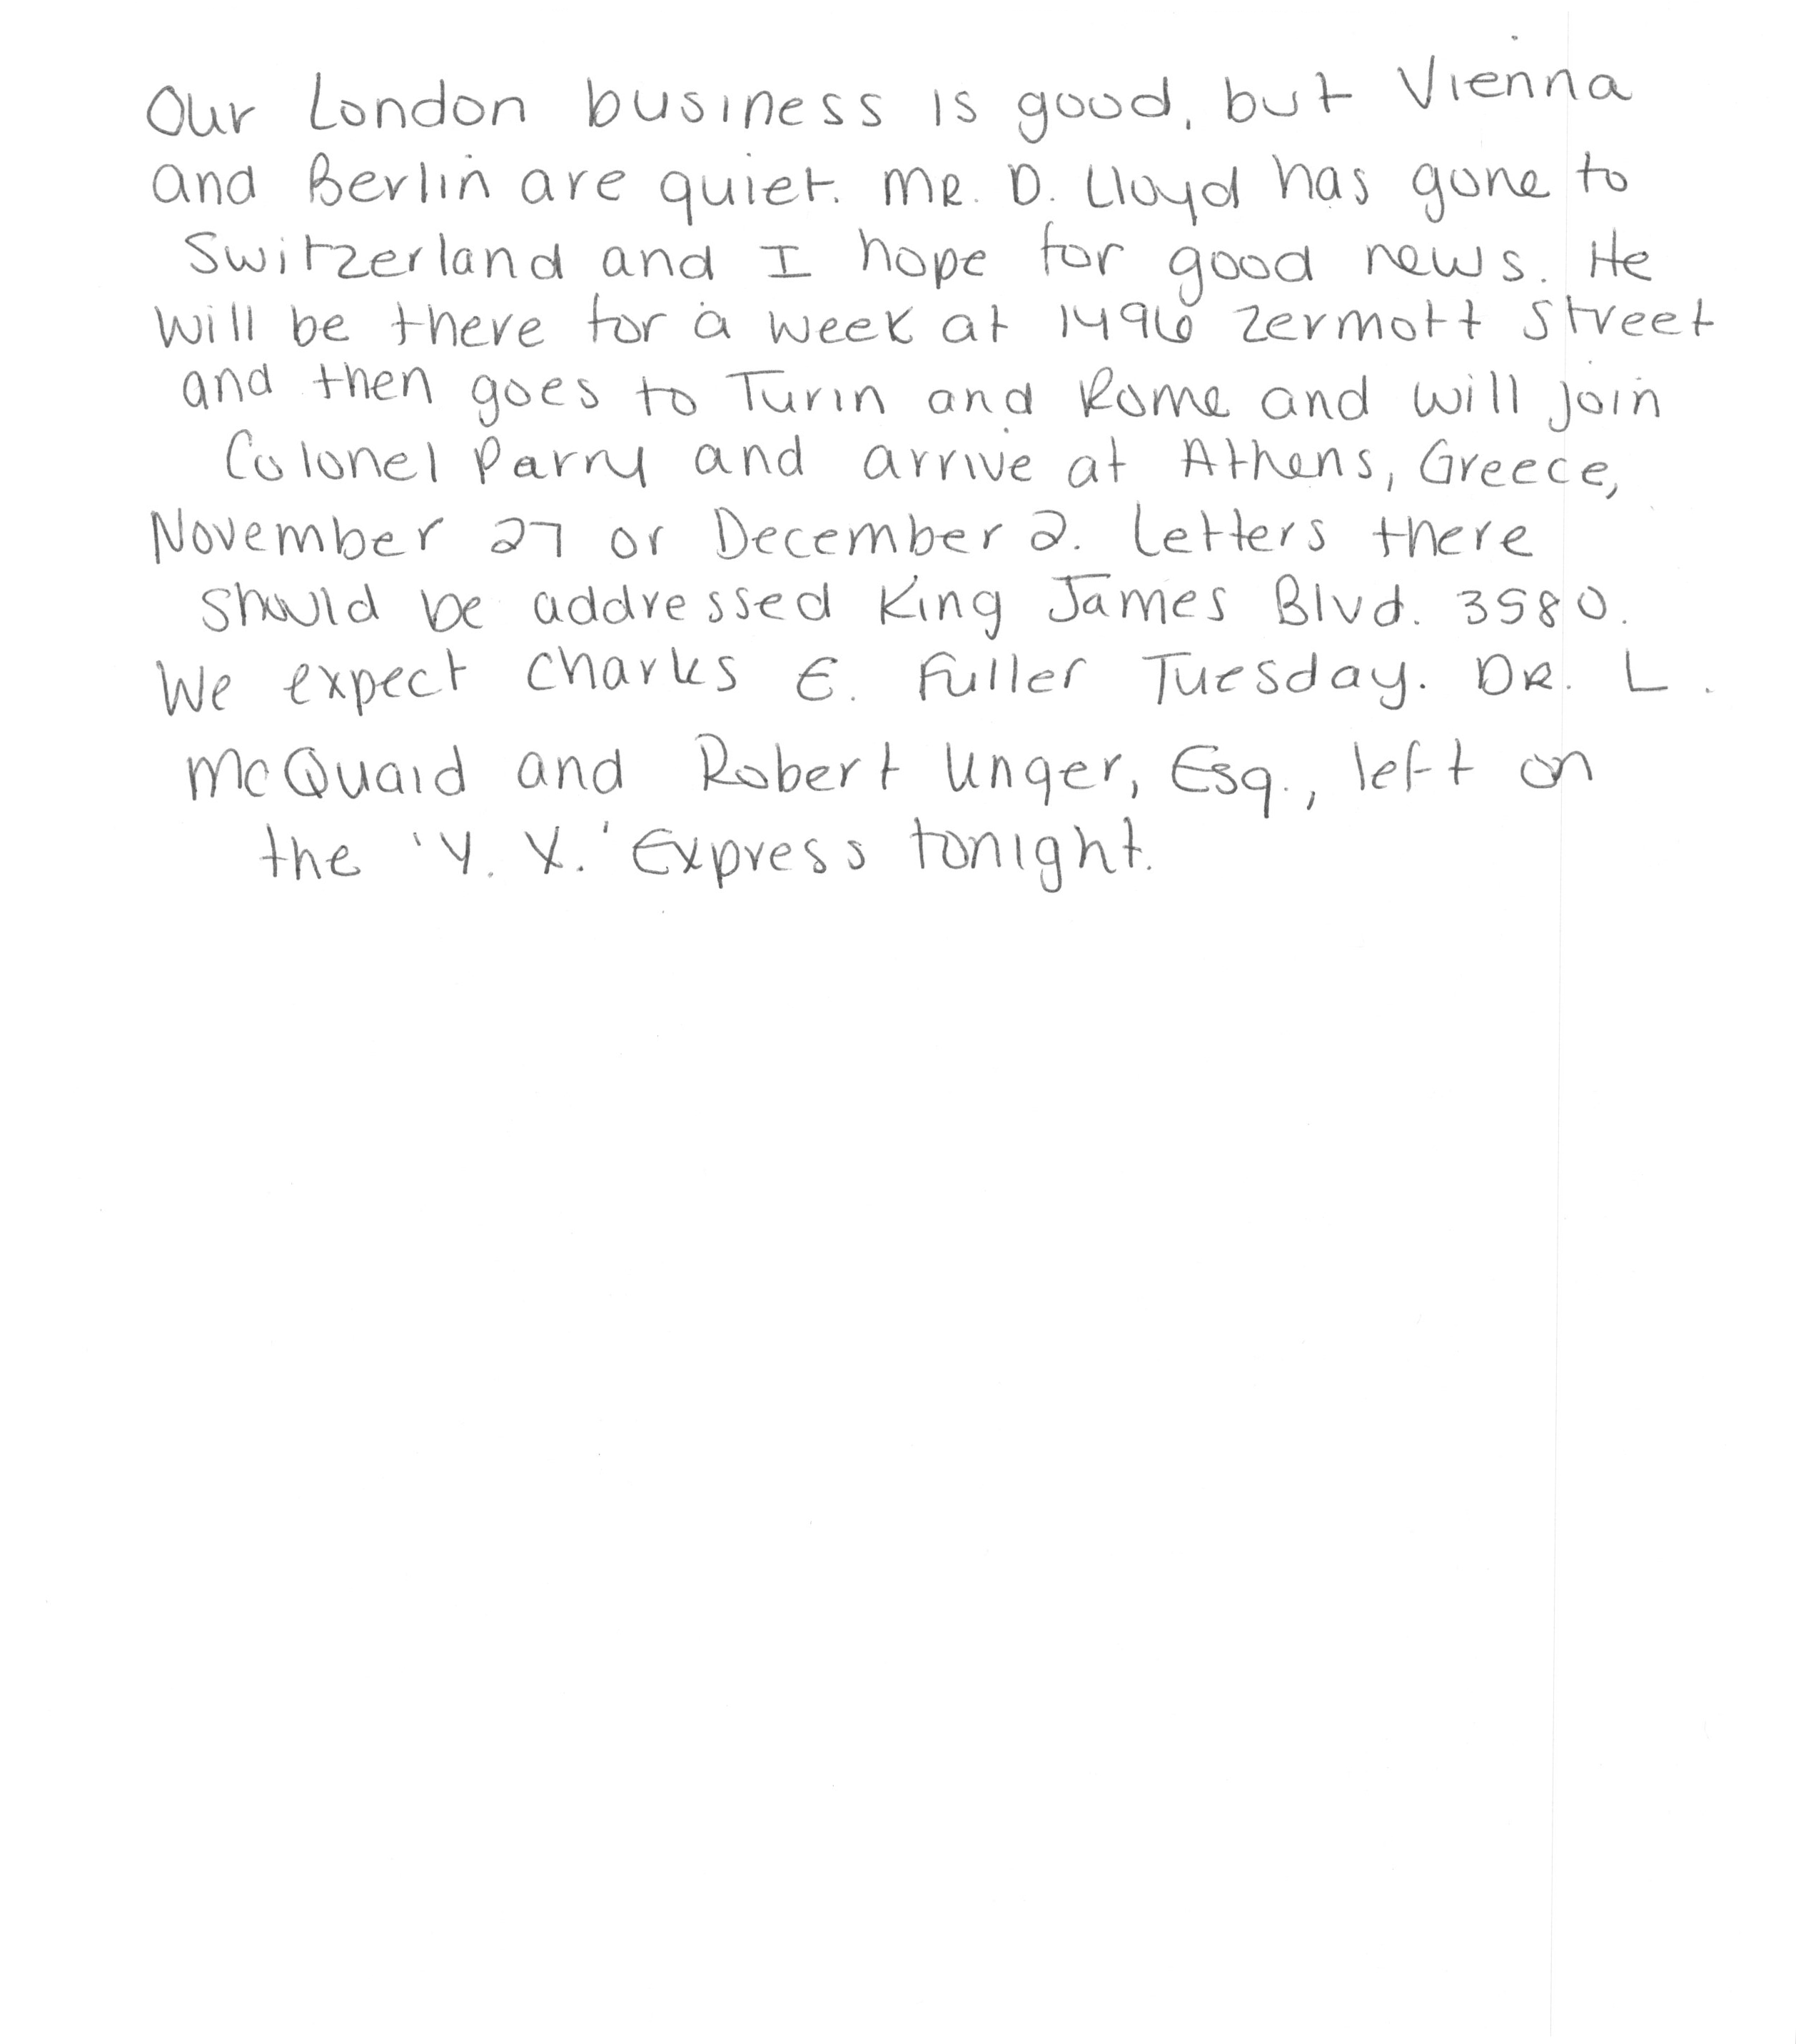 Our London business is good, but Vienna
and Berlin are quiet. MR. D. Lloyd has gone to
Switzerland and I hope for good news. He
will be there for a week at 1496 Zermott Street
and then goes to Turin and Rome and will join
Colonel Parry and arrive at Athens, Greece,
November 27 or December 2. Letters there
should be addressed King James Blvd. 3580.
We expect Charles E. Fuller Tuesday. DR. L.
McQuaid and Robert Unger, Esq., left on
the 'Y. X.' Express tonight.